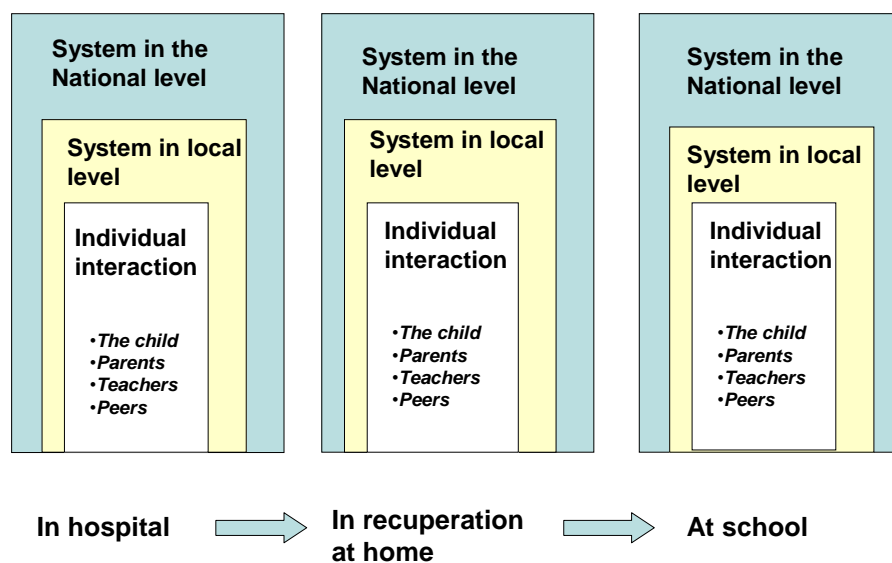 System in the
National level
System in local
level
Individual
interaction
•The child
•Parents
•Teachers
•Peers
System in the
National level
System in local
level
Individual
interaction
•The child
•Parents
•Teachers
•Peers
System in the
National level
System in local
level
Individual
interaction
•The child
•Parents
•Teachers
•Peers
In hospital
In recuperation
at home
At school